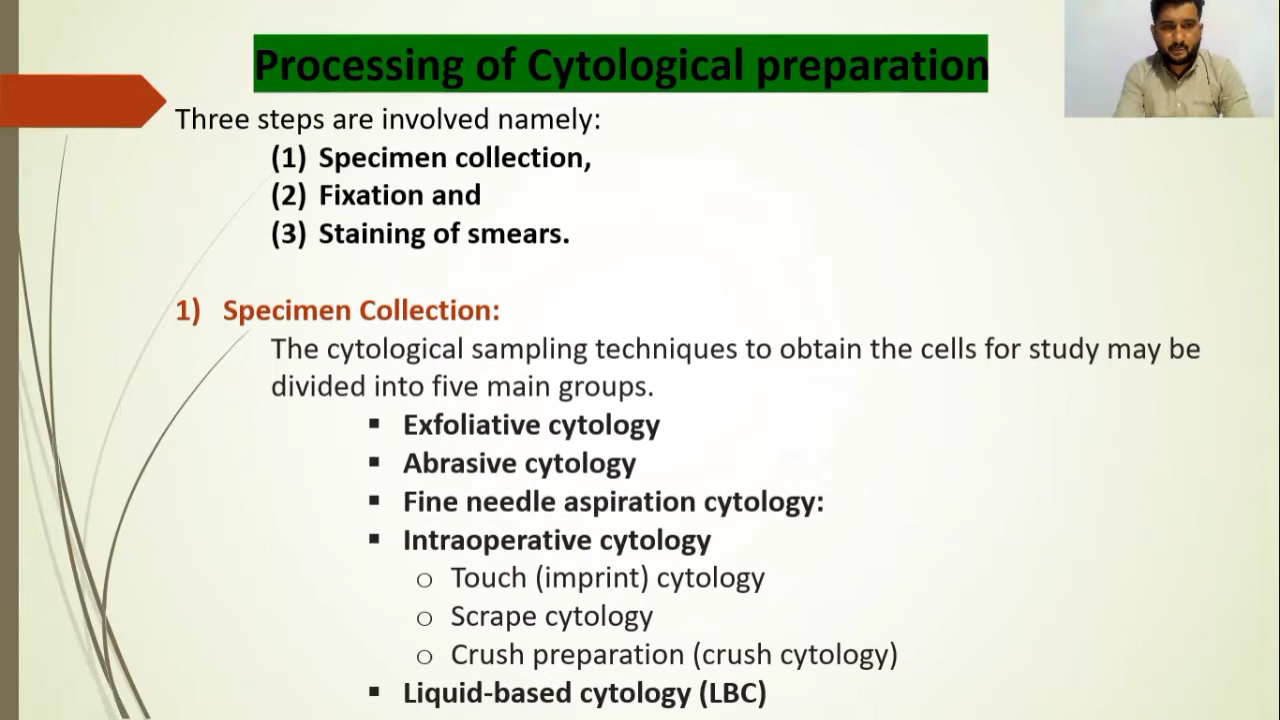 Processing of Cytological preparation
Three steps are involved namely:
(1) Specimen collection,
(2) Fixation and
(3) Staining of smears.
1) Specimen Collection:
The cytological sampling techniques to obtain the cells for study may be
divided into five main groups.
▪ Exfoliative cytology
▪ Abrasive cytology
▪ Fine needle aspiration cytology:
▪ Intraoperative cytology
o Touch (imprint) cytology
o Scrape cytology
o Crush preparation (crush cytology)
▪ Liquid-based cytology (LBC)